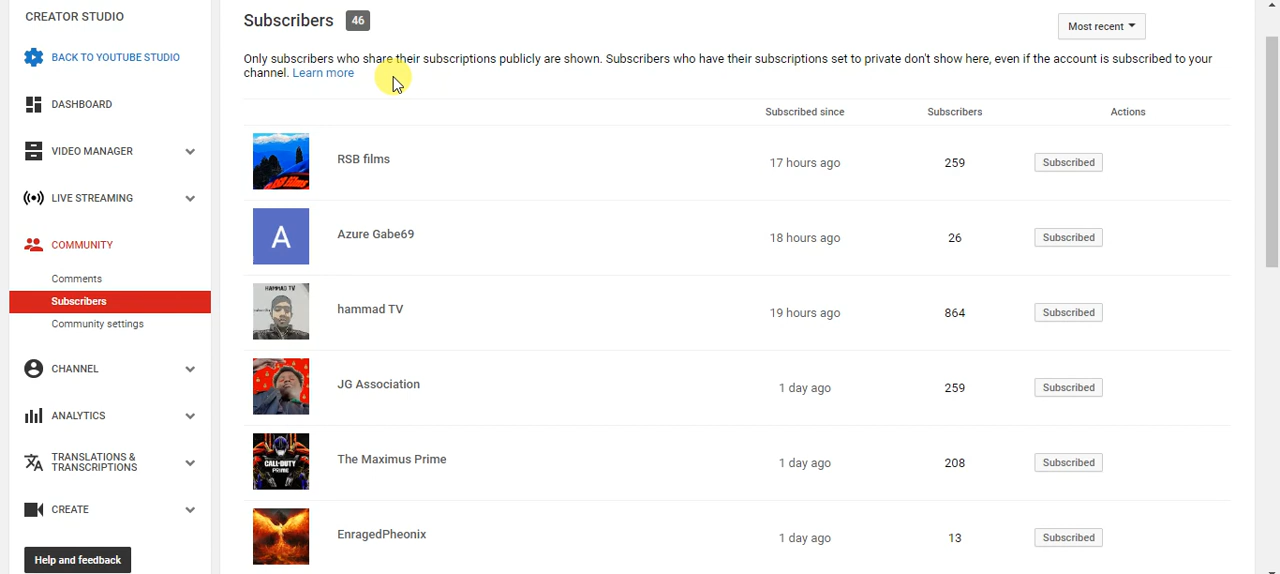 CREATOR STUDIO
BACK TO YOUTUBE STUDIO
DASHBOARD
VIDEO MANAGER
LIVE STREAMING
COMMUNITY
Comments
Subscribers
Community settings
CHANNEL
ANALYTICS
TRANSLATIONS &
TRANSCRIPTIONS
CREATE
Help and feedback
Subscribers 46
Most recent
Only subscribers who share their subscriptions publicly are shown. Subscribers who have their subscriptions set to private don't show here, even if the account is subscribed to your
channel. Learn more
Subscribed since Subscribers Actions
RSB films 17 hours ago 259 Subscribed
A Azure Gabe69 18 hours ago 26 Subscribed
HAMMAD TV
hammad TV 19 hours ago 864 Subscribed
JG Association 1 day ago 259 Subscribed
CALL·DUTY
PRIME
The Maximus Prime 1 day ago 208 Subscribed
EnragedPheonix 1 day ago 13 Subscribed